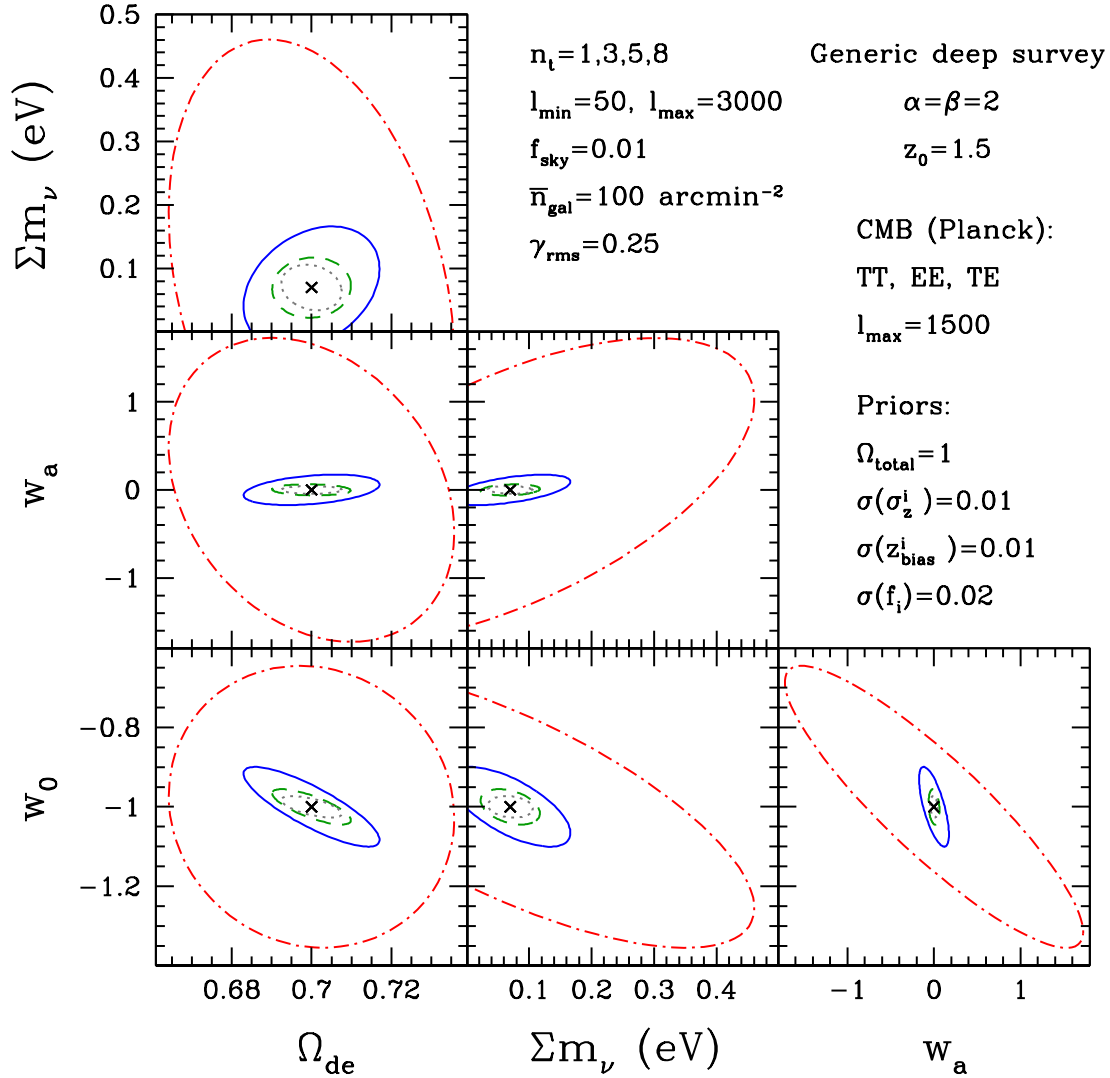 0.5
0.4
0.3
0.2
0.1
Σm_ν (eV)
n_t=1,3,5,8
l_min=50, l_max=3000
f_sky=0.01
n̅_gal=100 arcmin^−2
γ_rms=0.25
Generic deep survey
α=β=2
z_0=1.5
CMB (Planck):
TT, EE, TE
l_max=1500
Priors:
Ω_total=1
σ(σ_z^i )=0.01
σ(z_bias^i )=0.01
σ(f_i)=0.02
1
0
−1
w_a
−0.8
−1
−1.2
w_0
0.68 0.7 0.72
0.1 0.2 0.3 0.4
−1 0 1
Ω_de
Σm_ν (eV)
w_a